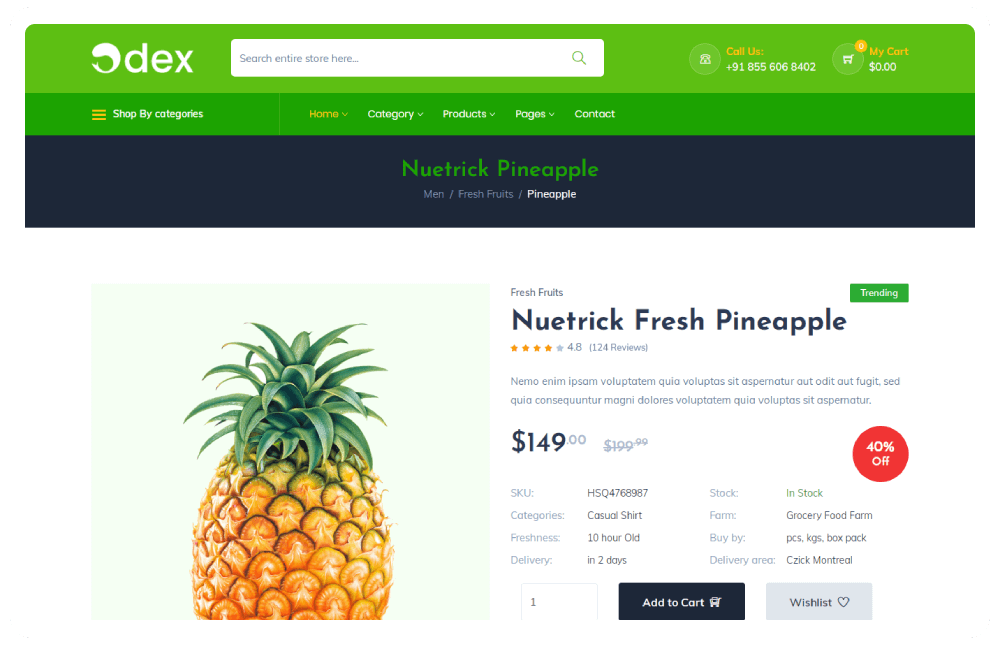 Odex
Search entire store here...
Call Us:
+91 855 606 8402
0
My Cart
$0.00
Shop By categories
Home
Category
Products
Pages
Contact
Nuetrick Pineapple
Men / Fresh Fruits / Pineapple
Fresh Fruits
Trending
Nuetrick Fresh Pineapple
4.8 (124 Reviews)
Nemo enim ipsam voluptatem quia voluptas sit aspernatur aut odit aut fugit, sed
quia consequuntur magni dolores voluptatem quia voluptas sit aspernatur.
$149.00 $199.99
40%
Off
SKU: HSQ4768987 Stock: In Stock
Categories: Casual Shirt Farm: Grocery Food Farm
Freshness: 10 hour Old Buy by: pcs, kgs, box pack
Delivery: in 2 days Delivery area: Czick Montreal
1
Add to Cart
Wishlist